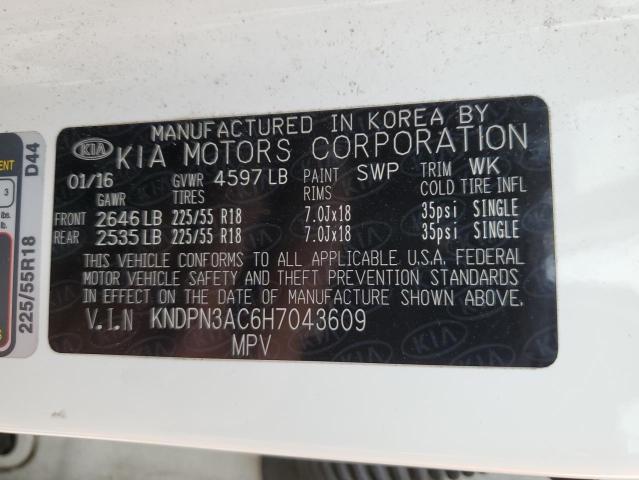 MANUFACTURED IN KOREA BY
KIA KIA MOTORS CORPORATION
01/16 GVWR 4597 LB PAINT SWP TRIM WK
GAWR TIRES RIMS COLD TIRE INFL
FRONT 2646 LB 225/55 R18 7.0Jx18 35psi SINGLE
REAR 2535 LB 225/55 R18 7.0Jx18 35psi SINGLE
THIS VEHICLE CONFORMS TO ALL APPLICABLE U.S.A. FEDERAL
MOTOR VEHICLE SAFETY AND THEFT PREVENTION STANDARDS
IN EFFECT ON THE DATE OF MANUFACTURE SHOWN ABOVE.
V.I.N KNDPN3AC6H7043609
MPV
225/55R18 D44
3
lbs.